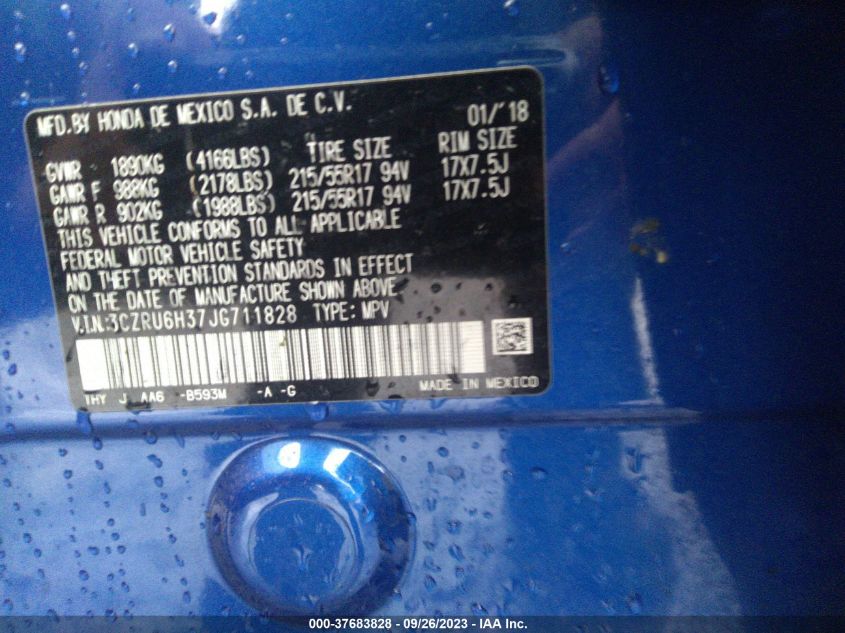 MFD.BY HONDA DE MEXICO S.A. DE C.V. 01/'18
GVWR 1890KG (4166LBS) TIRE SIZE RIM SIZE
GAWR F 988KG (2178LBS) 215/55R17 94V 17X7.5J
GAWR R 902KG (1988LBS) 215/55R17 94V 17X7.5J
THIS VEHICLE CONFORMS TO ALL APPLICABLE
FEDERAL MOTOR VEHICLE SAFETY
AND THEFT PREVENTION STANDARDS IN EFFECT
ON THE DATE OF MANUFACTURE SHOWN ABOVE.
V.I.N.:3CZRU6H37JG711828 TYPE: MPV
THY J AA6 -B593M -A -G MADE IN MEXICO
000-37683828 - 09/26/2023 - IAA Inc.